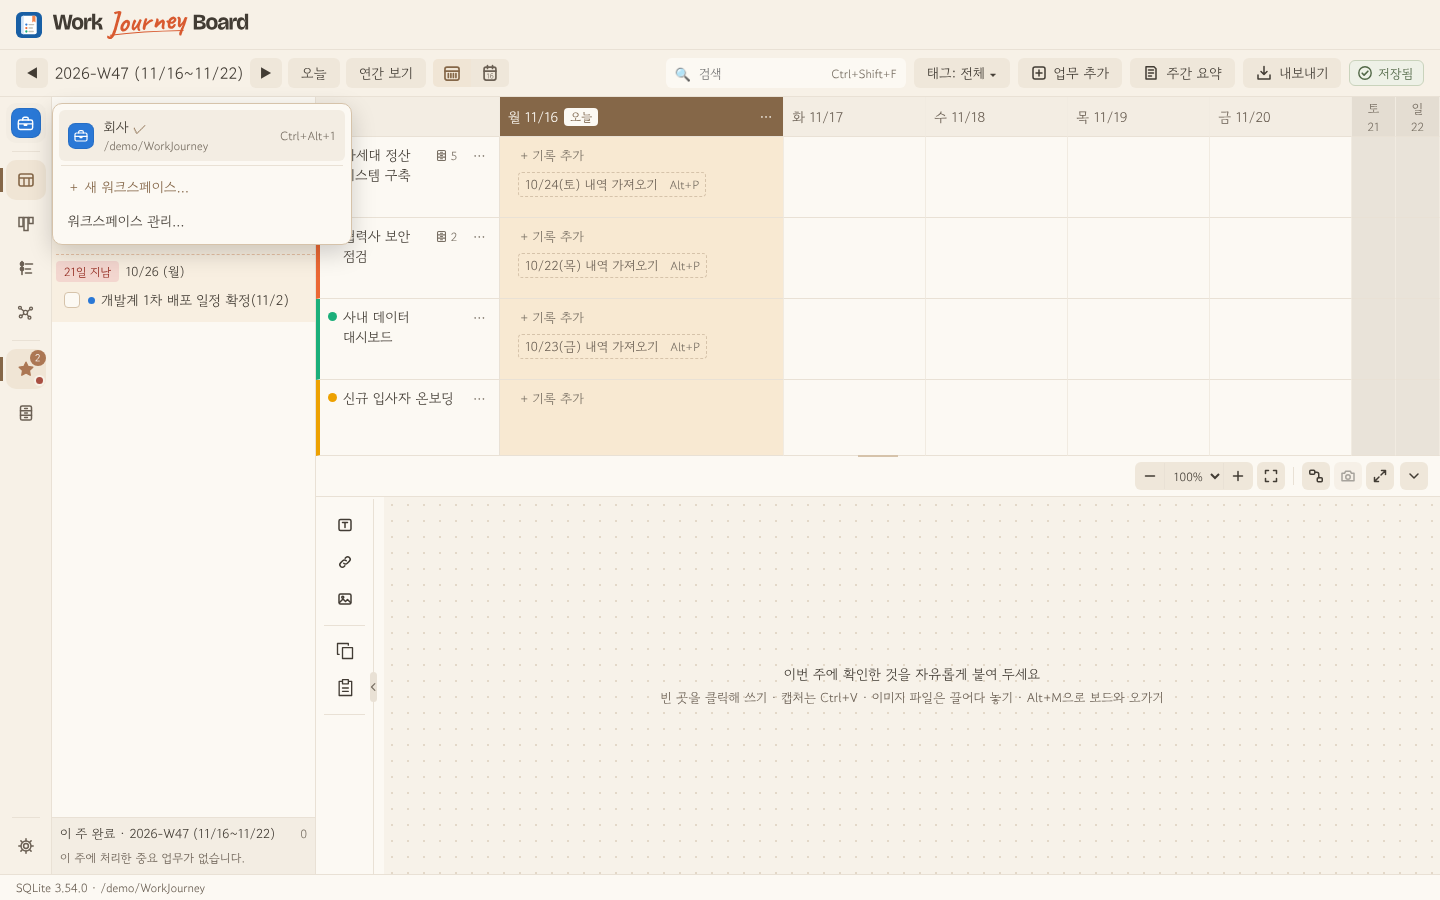 Work Journey Board
2026-W47 (11/16~11/22)
오늘
연간 보기
검색
Ctrl+Shift+F
태그: 전체
업무 추가
주간 요약
내보내기
저장됨
회사
Ctrl+Alt+1
/demo/WorkJourney
+ 새 워크스페이스...
워크스페이스 관리...
21일 지남
10/26 (월)
개발계 1차 배포 일정 확정(11/2)
이 주 완료 · 2026-W47 (11/16~11/22)
0
이 주에 처리한 중요 업무가 없습니다.
2
월 11/16
오늘
화 11/17
수 11/18
목 11/19
금 11/20
토
21
일
22
정산
5
구축
+ 기록 추가
10/24(토) 내역 가져오기
Alt+P
보안
2
점검
+ 기록 추가
10/22(목) 내역 가져오기
Alt+P
사내 데이터
대시보드
+ 기록 추가
10/23(금) 내역 가져오기
Alt+P
신규 입사자 온보딩
+ 기록 추가
100%
이번 주에 확인한 것을 자유롭게 붙여 두세요
빈 곳을 클릭해 쓰기 · 캡처는 Ctrl+V · 이미지 파일은 끌어다 놓기 · Alt+M으로 보드와 오가기
SQLite 3.54.0 · /demo/WorkJourney